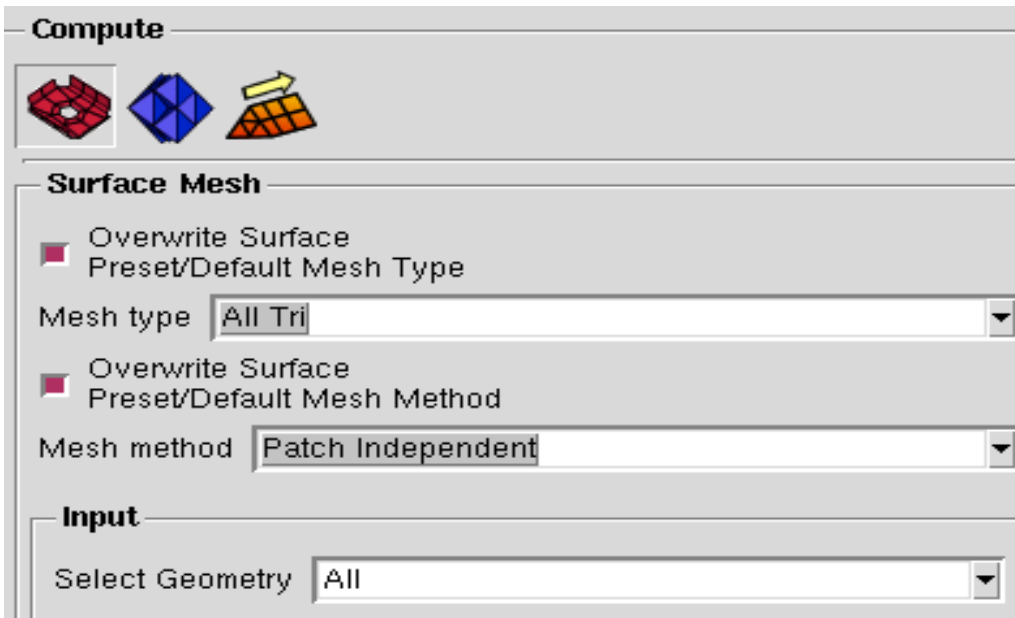 Compute
Surface Mesh
Overwrite Surface
Preset/Default Mesh Type
Mesh type All Tri
Overwrite Surface
Preset/Default Mesh Method
Mesh method Patch Independent
Input
Select Geometry All